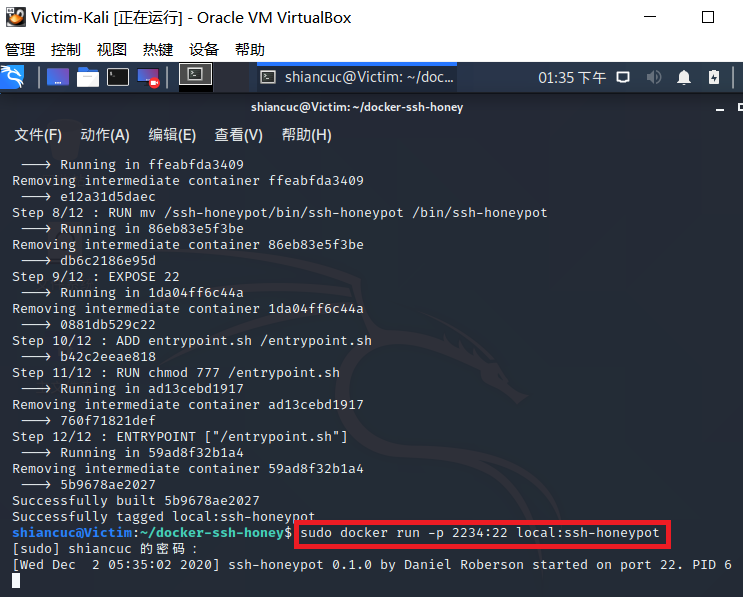 Victim-Kali [正在运行] - Oracle VM VirtualBox
管理 控制 视图 热键 设备 帮助
shiancuc@Victim: ~/doc... 01:35 下午
shiancuc@Victim: ~/docker-ssh-honey
文件(F) 动作(A) 编辑(E) 查看(V) 帮助(H)
---> Running in ffeabfda3409
Removing intermediate container ffeabfda3409
---> e12a31d5daec
Step 8/12 : RUN mv /ssh-honeypot/bin/ssh-honeypot /bin/ssh-honeypot
---> Running in 86eb83e5f3be
Removing intermediate container 86eb83e5f3be
---> db6c2186e95d
Step 9/12 : EXPOSE 22
---> Running in 1da04ff6c44a
Removing intermediate container 1da04ff6c44a
---> 0881db529c22
Step 10/12 : ADD entrypoint.sh /entrypoint.sh
---> b42c2eeae818
Step 11/12 : RUN chmod 777 /entrypoint.sh
---> Running in ad13cebd1917
Removing intermediate container ad13cebd1917
---> 760f71821def
Step 12/12 : ENTRYPOINT ["/entrypoint.sh"]
---> Running in 59ad8f32b1a4
Removing intermediate container 59ad8f32b1a4
---> 5b9678ae2027
Successfully built 5b9678ae2027
Successfully tagged local:ssh-honeypot
shiancuc@Victim:~/docker-ssh-honey$ sudo docker run -p 2234:22 local:ssh-honeypot
[sudo] shiancuc 的密码：
[Wed Dec  2 05:35:02 2020] ssh-honeypot 0.1.0 by Daniel Roberson started on port 22. PID 6